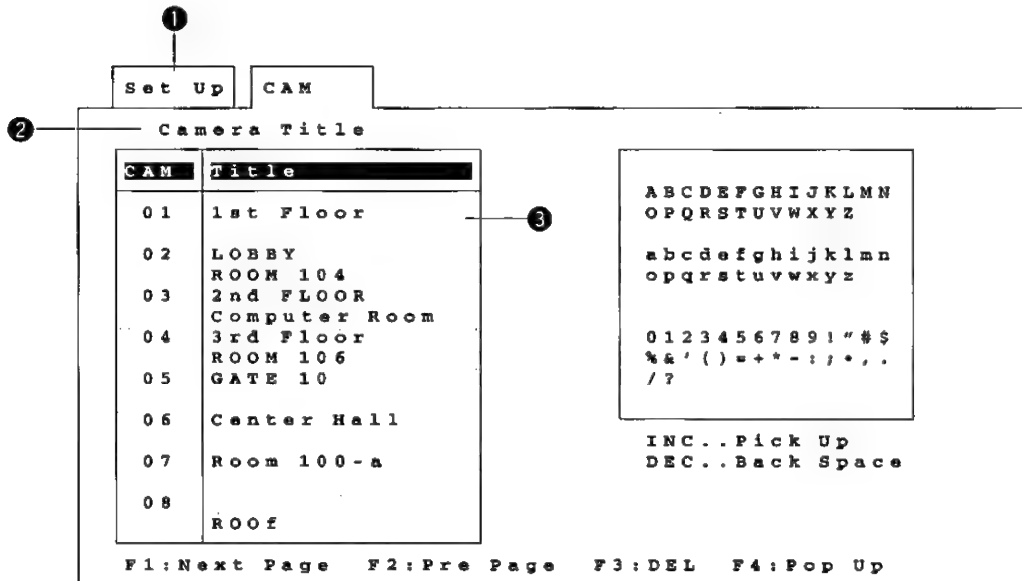 1
Set Up CAM
2
Camera Title
CAM Title
01 1st Floor
3
02 LOBBY
ROOM 104
03 2nd FLOOR
Computer Room
04 3rd Floor
ROOM 106
05 GATE 10
06 Center Hall
07 Room 100-a
08
ROOf
ABCDEFGHIJKLMN
OPQRSTUVWXYZ
abcdefghijklmn
opqrstuvwxyz
0123456789!"#$
%&'()=+*-:;•,.
/?
INC..Pick Up
DEC..Back Space
F1:Next Page F2:Pre Page F3:DEL F4:Pop Up